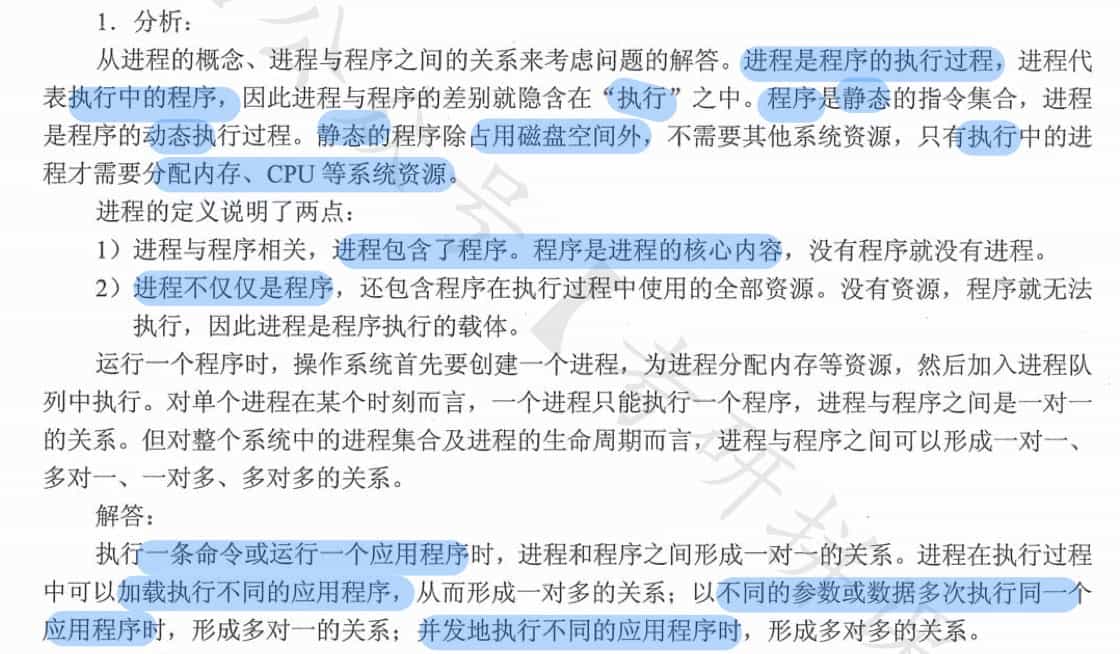 1．分析：
从进程的概念、进程与程序之间的关系来考虑问题的解答。进程是程序的执行过程，进程代
表执行中的程序，因此进程与程序的差别就隐含在“执行”之中。程序是静态的指令集合，进程
是程序的动态执行过程。静态的程序除占用磁盘空间外，不需要其他系统资源，只有执行中的进
程才需要分配内存、CPU 等系统资源。
进程的定义说明了两点：
1）进程与程序相关，进程包含了程序。程序是进程的核心内容，没有程序就没有进程。
2）进程不仅仅是程序，还包含程序在执行过程中使用的全部资源。没有资源，程序就无法
执行，因此进程是程序执行的载体。
运行一个程序时，操作系统首先要创建一个进程，为进程分配内存等资源，然后加入进程队
列中执行。对单个进程在某个时刻而言，一个进程只能执行一个程序，进程与程序之间是一对一
的关系。但对整个系统中的进程集合及进程的生命周期而言，进程与程序之间可以形成一对一、
多对一、一对多、多对多的关系。
解答：
执行一条命令或运行一个应用程序时，进程和程序之间形成一对一的关系。进程在执行过程
中可以加载执行不同的应用程序，从而形成一对多的关系；以不同的参数或数据多次执行同一个
应用程序时，形成多对一的关系；并发地执行不同的应用程序时，形成多对多的关系。
公众号【考研